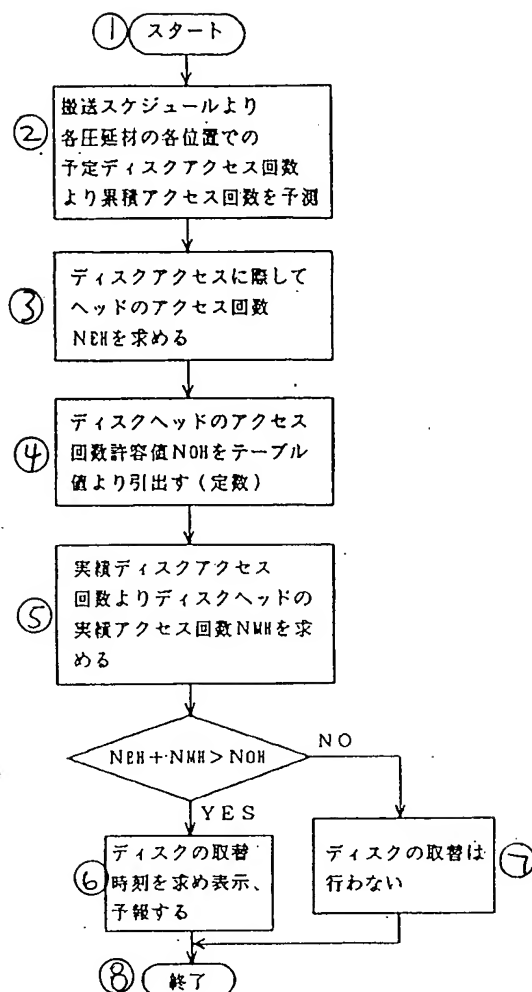 ① スタート
②
搬送スケジュールより
各圧延材の各位置での
予定ディスクアクセス回数
より累積アクセス回数を予測
③
ディスクアクセスに際して
ヘッドのアクセス回数
NEHを求める
④
ディスクヘッドのアクセス
回数許容値NOHをテーブル
値より引出す(定数)
⑤
実績ディスクアクセス
回数よりディスクヘッドの
実績アクセス回数NMHを求
める
NEH+NMH>NOH
NO
YES
⑥
ディスクの取替
時刻を求め表示、
予報する
⑦
ディスクの取替は
行わない
⑧ 終了